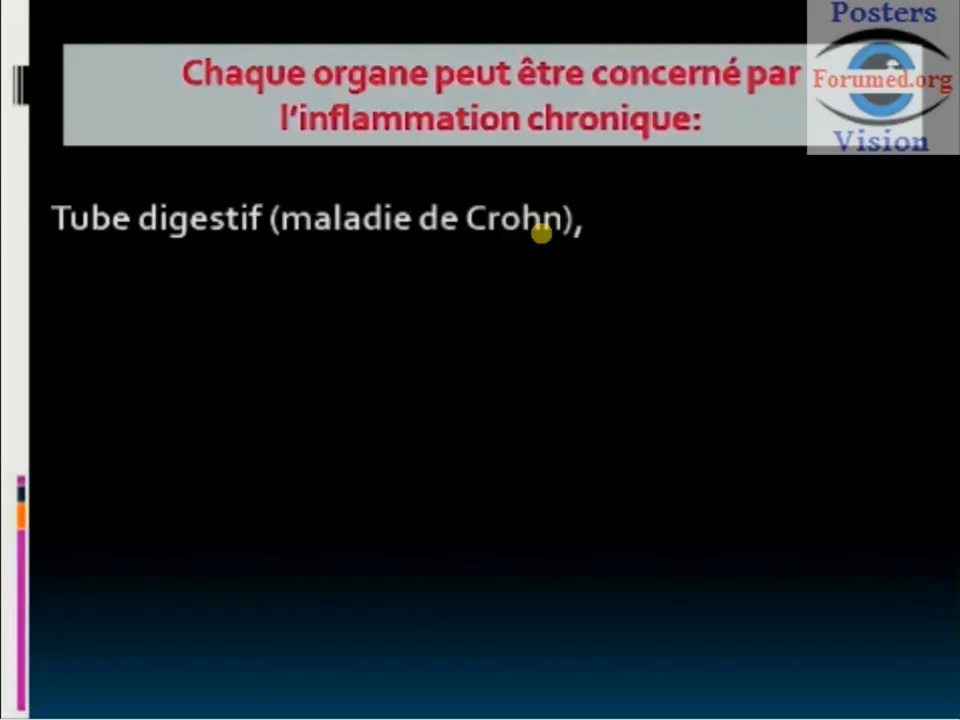 Posters
Forumed.org
Vision
Chaque organe peut être concerné par
l'inflammation chronique:
Tube digestif (maladie de Crohn),